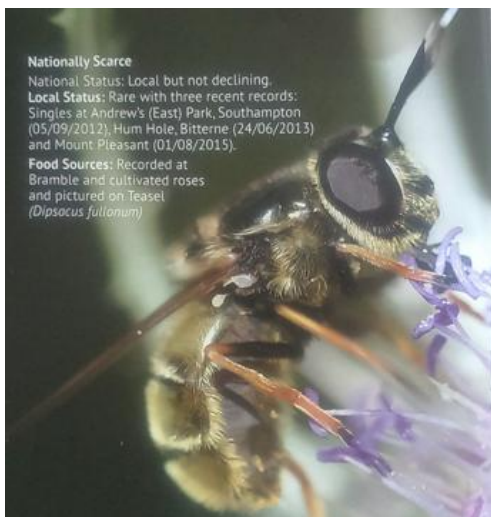 Nationally Scarce
National Status: Local but not declining.
Local Status: Rare with three recent records:
Singles at Andrew's (East) Park, Southampton
(05/09/2012), Hum Hole, Bitterne (24/06/2013)
and Mount Pleasant (01/08/2015).
Food Sources: Recorded at
Bramble and cultivated roses
and pictured on Teasel
(Dipsacus fullonum)